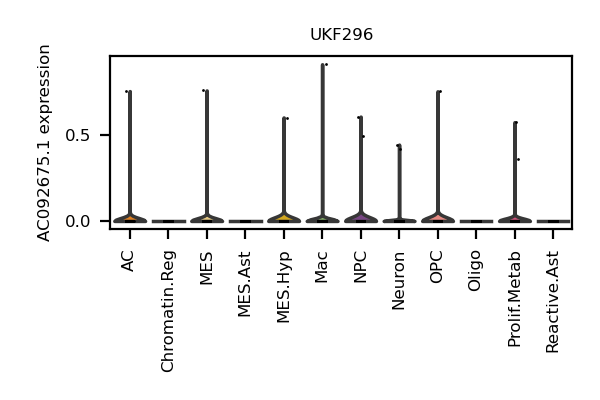 UKF296
AC092675.1 expression
0.5
0.0
AC
Chromatin.Reg
MES
MES.Ast
MES.Hyp
Mac
NPC
Neuron
OPC
Oligo
Prolif.Metab
Reactive.Ast